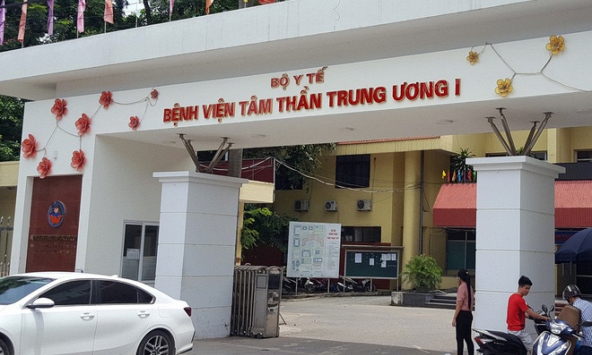 BỘ Y TẾ
BỆNH VIỆN TÂM THẦN TRUNG ƯƠNG I